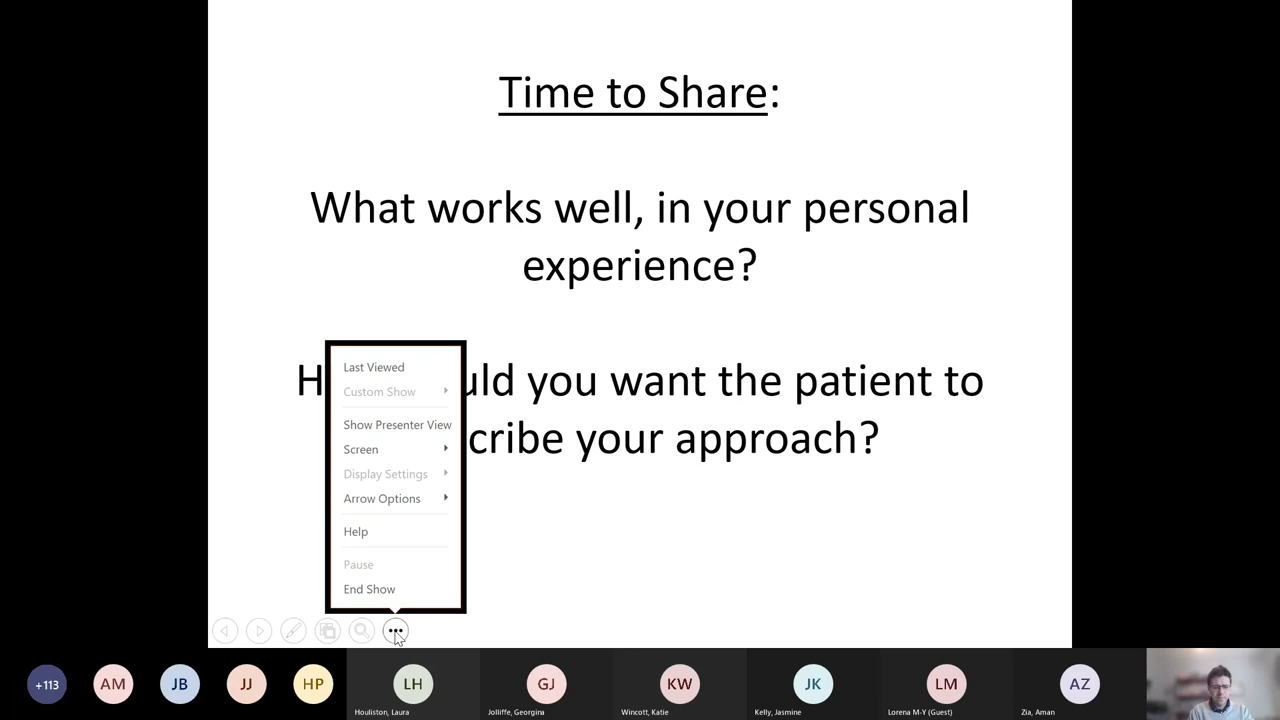 Time to Share:
What works well, in your personal
experience?
H uld you want the patient to
cribe your approach?
Last Viewed
Custom Show
Show Presenter View
Screen
Display Settings
Arrow Options
Help
Pause
End Show
+113
AM
JB
JJ
HP
LH
GJ
KW
JK
LM
AZ
Houliston, Laura
Jolliffe, Georgina
Wincott, Katie
Kelly, Jasmine
Lorena M-Y (Guest)
Zia, Aman